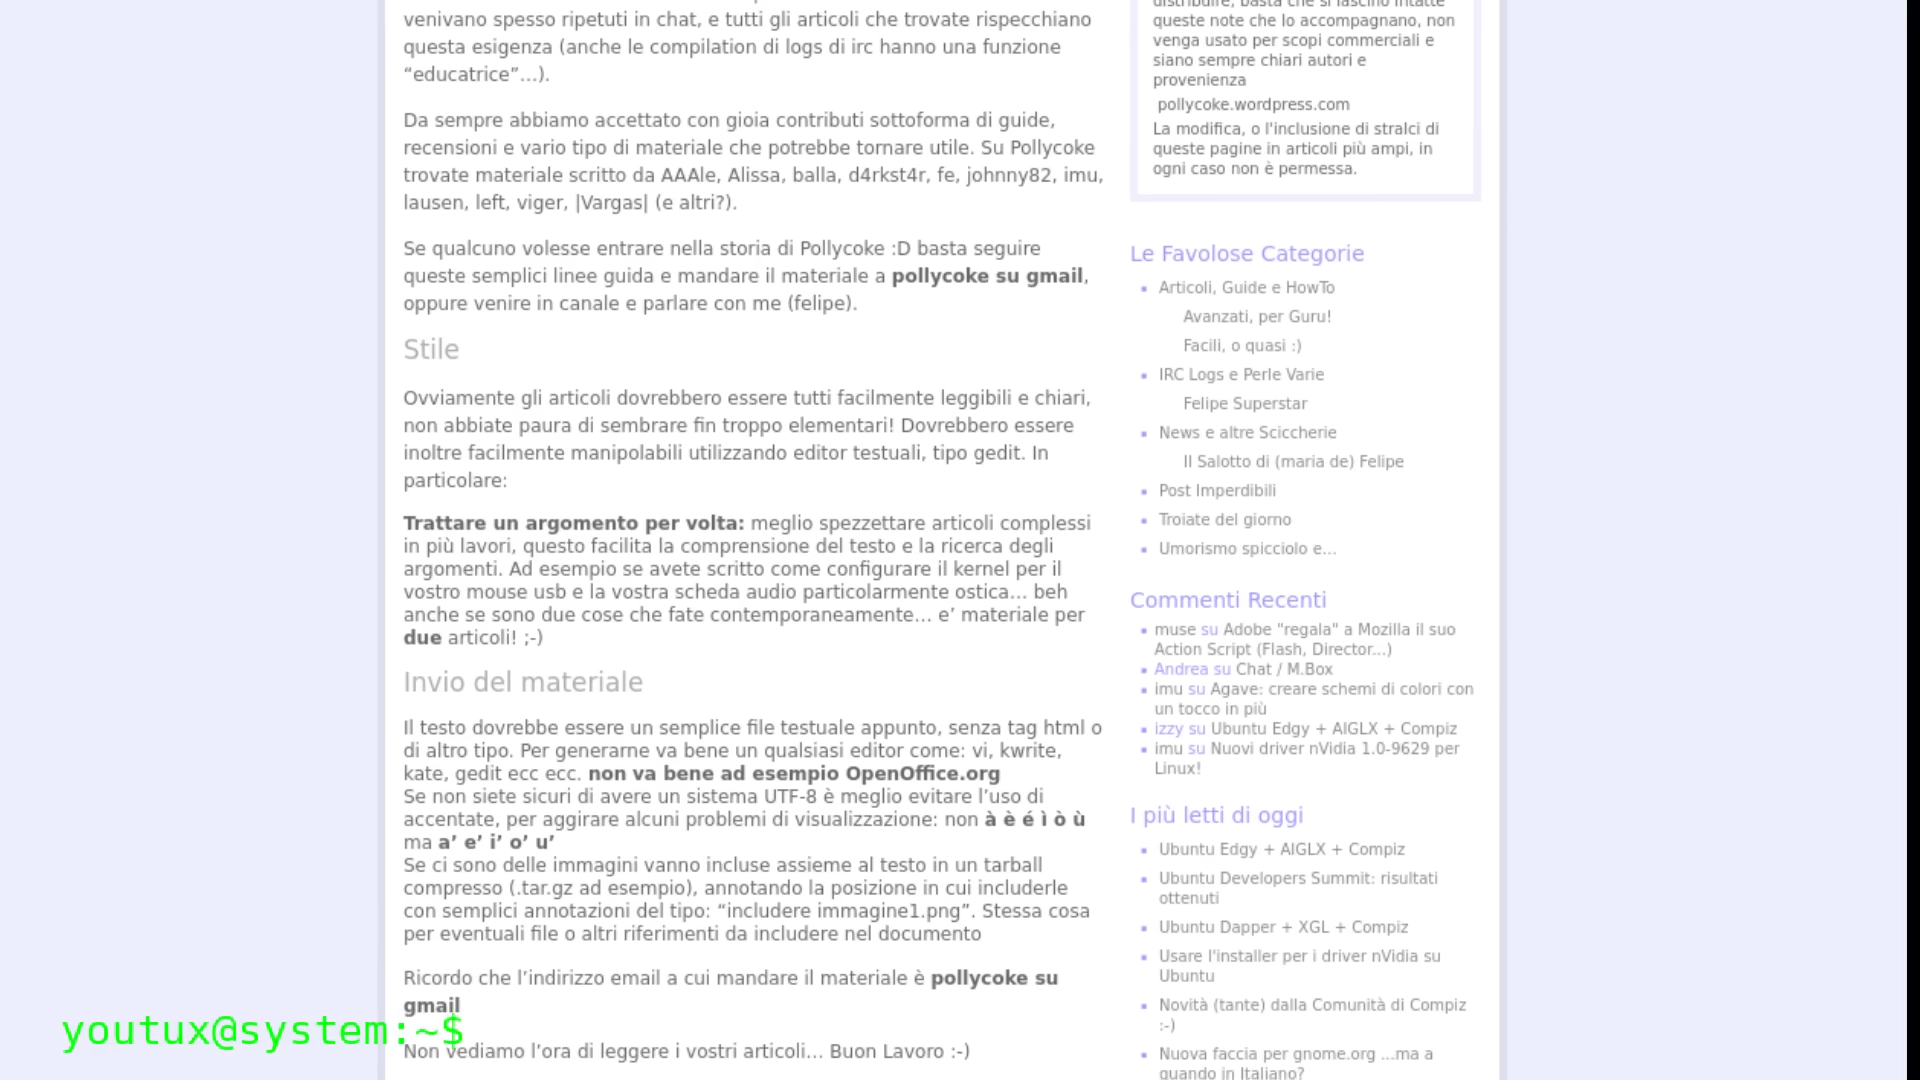 venivano spesso ripetuti in chat, e tutti gli articoli che trovate rispecchiano
questa esigenza (anche le compilation di logs di irc hanno una funzione
“educatrice”…).
Da sempre abbiamo accettato con gioia contributi sottoforma di guide,
recensioni e vario tipo di materiale che potrebbe tornare utile. Su Pollycoke
trovate materiale scritto da AAAle, Alissa, balla, d4rkst4r, fe, johnny82, imu,
lausen, left, viger, |Vargas| (e altri?).
Se qualcuno volesse entrare nella storia di Pollycoke :D basta seguire
queste semplici linee guida e mandare il materiale a pollycoke su gmail,
oppure venire in canale e parlare con me (felipe).
Stile
Ovviamente gli articoli dovrebbero essere tutti facilmente leggibili e chiari,
non abbiate paura di sembrare fin troppo elementari! Dovrebbero essere
inoltre facilmente manipolabili utilizzando editor testuali, tipo gedit. In
particolare:
Trattare un argomento per volta: meglio spezzettare articoli complessi
in più lavori, questo facilita la comprensione del testo e la ricerca degli
argomenti. Ad esempio se avete scritto come configurare il kernel per il
vostro mouse usb e la vostra scheda audio particolarmente ostica… beh
anche se sono due cose che fate contemporaneamente… e’ materiale per
due articoli! ;-)
Invio del materiale
Il testo dovrebbe essere un semplice file testuale appunto, senza tag html o
di altro tipo. Per generarne va bene un qualsiasi editor come: vi, kwrite,
kate, gedit ecc ecc. non va bene ad esempio OpenOffice.org
Se non siete sicuri di avere un sistema UTF-8 è meglio evitare l’uso di
accentate, per aggirare alcuni problemi di visualizzazione: non à è é ì ò ù
ma a’ e’ i’ o’ u’
Se ci sono delle immagini vanno incluse assieme al testo in un tarball
compresso (.tar.gz ad esempio), annotando la posizione in cui includerle
con semplici annotazioni del tipo: “includere immagine1.png”. Stessa cosa
per eventuali file o altri riferimenti da includere nel documento
Ricordo che l’indirizzo email a cui mandare il materiale è pollycoke su
gmail
Non vediamo l’ora di leggere i vostri articoli… Buon Lavoro :-)
youtux@system:~$
distribuire, basta che si lascino intatte
queste note che lo accompagnano, non
venga usato per scopi commerciali e
siano sempre chiari autori e
provenienza
pollycoke.wordpress.com
La modifica, o l'inclusione di stralci di
queste pagine in articoli più ampi, in
ogni caso non è permessa.
Le Favolose Categorie
Articoli, Guide e HowTo
Avanzati, per Guru!
Facili, o quasi :)
IRC Logs e Perle Varie
Felipe Superstar
News e altre Sciccherie
Il Salotto di (maria de) Felipe
Post Imperdibili
Troiate del giorno
Umorismo spicciolo e…
Commenti Recenti
muse su Adobe "regala" a Mozilla il suo
Action Script (Flash, Director...)
Andrea su Chat / M.Box
imu su Agave: creare schemi di colori con
un tocco in più
izzy su Ubuntu Edgy + AIGLX + Compiz
imu su Nuovi driver nVidia 1.0-9629 per
Linux!
I più letti di oggi
Ubuntu Edgy + AIGLX + Compiz
Ubuntu Developers Summit: risultati
ottenuti
Ubuntu Dapper + XGL + Compiz
Usare l'installer per i driver nVidia su
Ubuntu
Novità (tante) dalla Comunità di Compiz
:-)
Nuova faccia per gnome.org ...ma a
quando in Italiano?